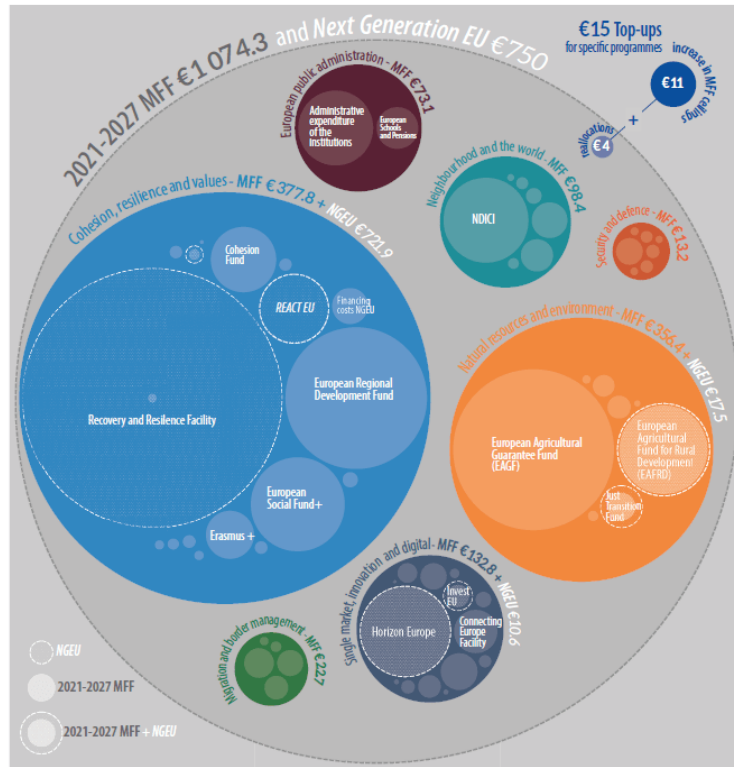 2021-2027 MFF €1 074.3 and Next Generation EU €750
€15 Top-ups
for specific programmes
increase in MFF ceilings
€11
+
reallocations
€4
European public administration - MFF €73.1
Administrative
expenditure
of the
institutions
European
Schools
and Pensions
Neighbourhood and the world - MFF €98.4
NDICI
Security and defence - MFF €13.2
Cohesion, resilience and values - MFF €377.8 + NGEU €721.9
Cohesion
Fund
REACT EU
Financing
costs NGEU
European Regional
Development Fund
Recovery and Resilence Facility
European
Social Fund+
Erasmus +
Natural resources and environment - MFF €356.4 + NGEU €17.5
European Agricultural
Guarantee Fund
(EAGF)
European
Agricultural
Fund for Rural
Development
(EAFRD)
Just
Transition
Fund
Single market, innovation and digital - MFF €132.8 + NGEU €10.6
Invest
EU
Horizon Europe
Connecting
Europe
Facility
Migration and border management - MFF €22.7
NGEU
2021-2027 MFF
2021-2027 MFF + NGEU